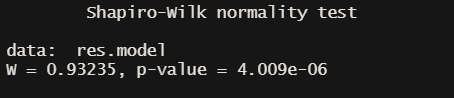 Shapiro-Wilk normality test
data:  res.model
W = 0.93235, p-value = 4.009e-06